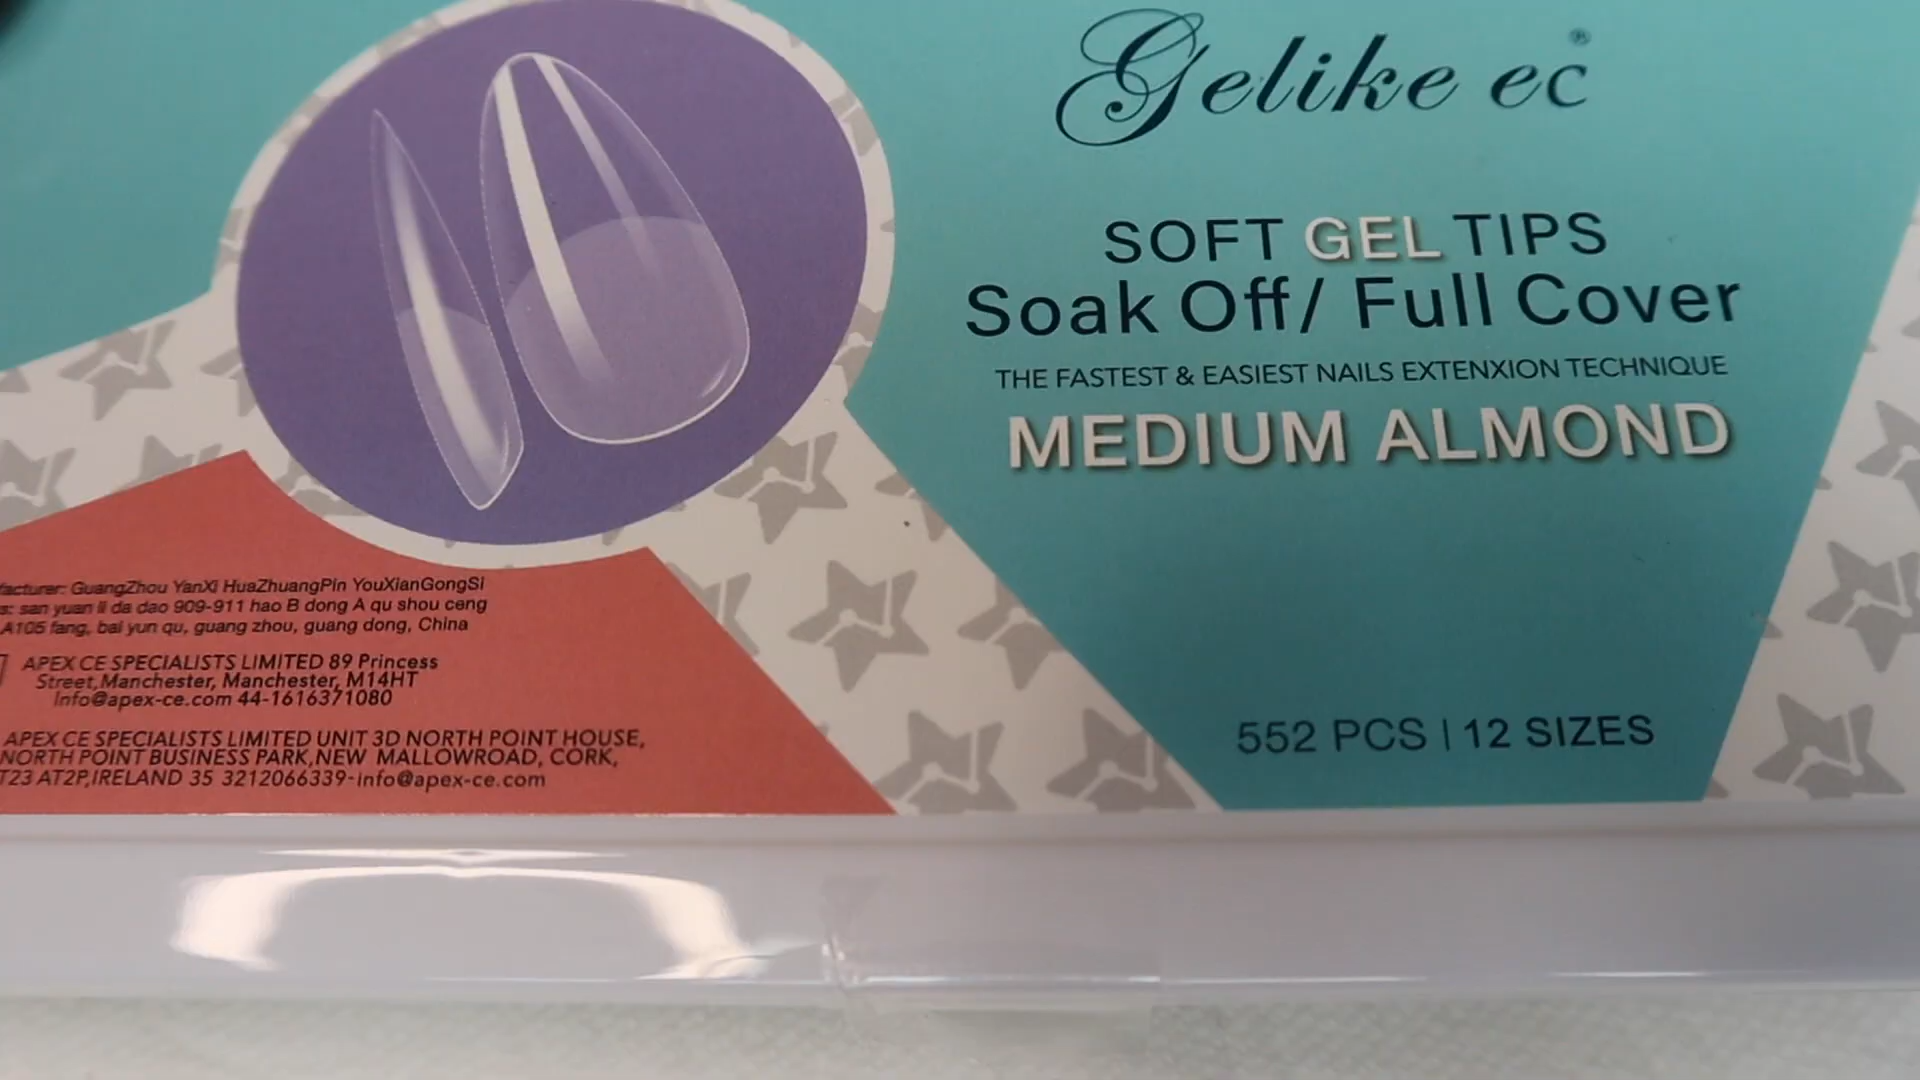 Gelike ec®
SOFT GEL TIPS
Soak Off/ Full Cover
THE FASTEST & EASIEST NAILS EXTENXION TECHNIQUE
MEDIUM ALMOND
552 PCS | 12 SIZES
facturer: GuangZhou YanXi HuaZhuangPin YouXianGongSi
s: san yuan li da dao 909-911 hao B dong A qu shou ceng
A105 fang, bai yun qu, guang zhou, guang dong, China
APEX CE SPECIALISTS LIMITED 89 Princess
Street,Manchester, Manchester, M14HT
Info@apex-ce.com 44-1616371080
APEX CE SPECIALISTS LIMITED UNIT 3D NORTH POINT HOUSE,
NORTH POINT BUSINESS PARK,NEW MALLOWROAD, CORK,
T23 AT2P,IRELAND 35 3212066339-info@apex-ce.com